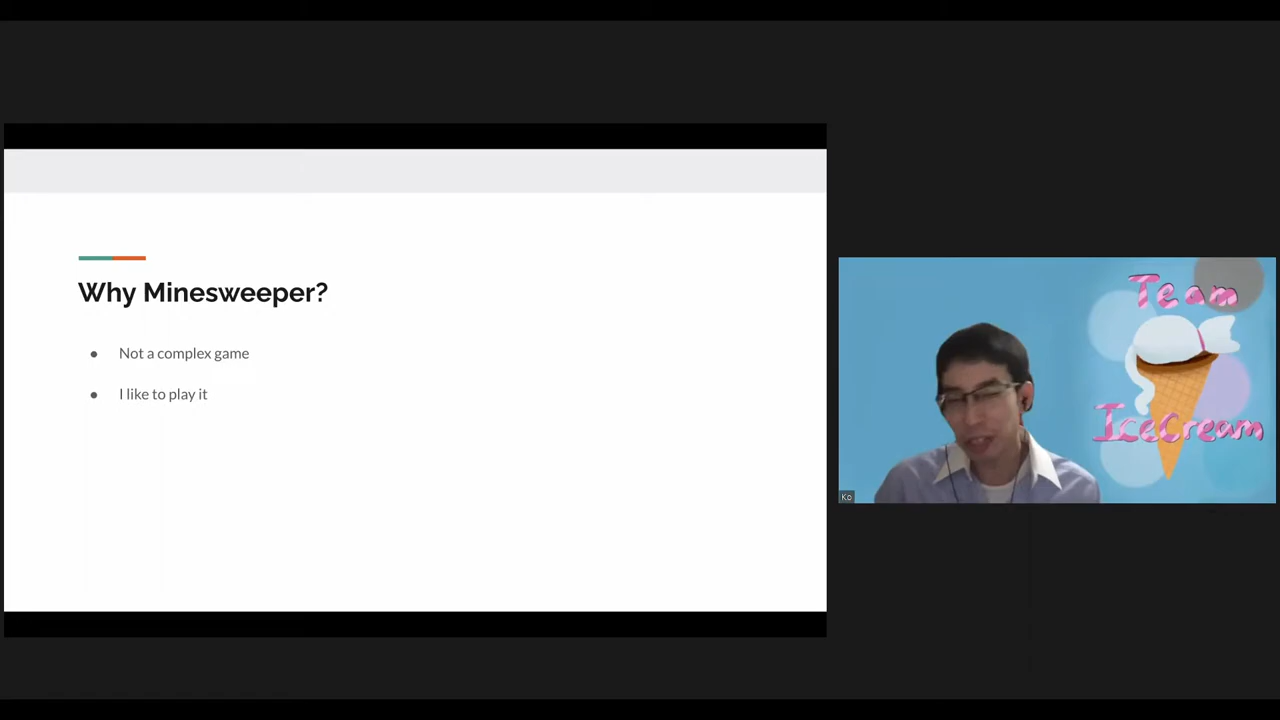 Why Minesweeper?
● Not a complex game
● I like to play it
Team
IceCream
Ko